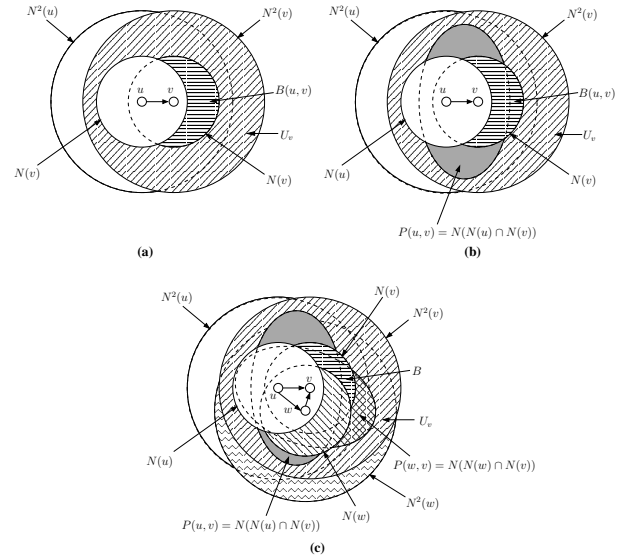 N²(u)
N²(v)
u
v
B(u, v)
U_v
N(v)
N(v)
(a)
N²(u)
N²(v)
u
v
B(u, v)
U_v
N(u)
N(v)
P(u, v) = N(N(u) ∩ N(v))
(b)
N²(u)
N(v)
N²(v)
v
B
u
w
U_v
N(u)
P(w, v) = N(N(w) ∩ N(v))
N²(w)
N(w)
P(u, v) = N(N(u) ∩ N(v))
(c)